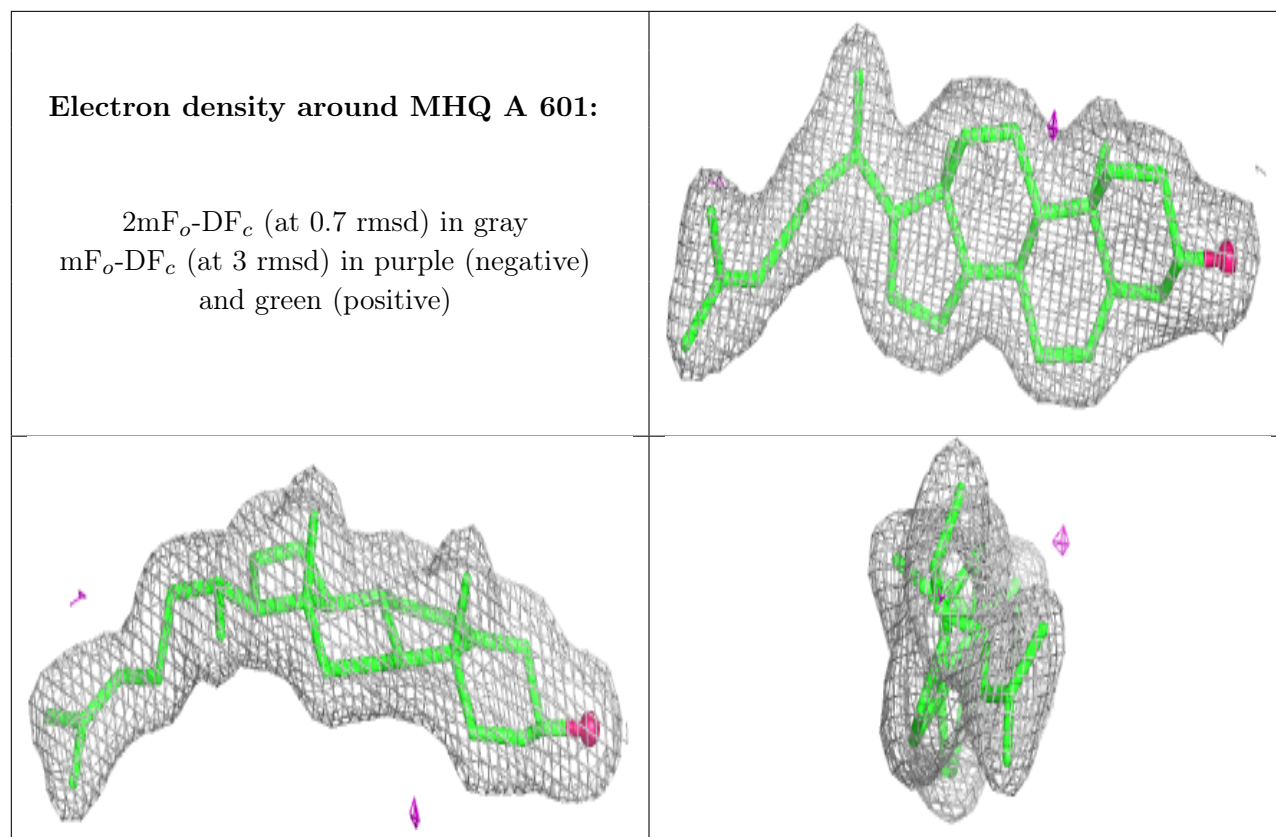 Electron density around MHQ A 601:
2mFₒ-DF𝒸 (at 0.7 rmsd) in gray
mFₒ-DF𝒸 (at 3 rmsd) in purple (negative)
and green (positive)